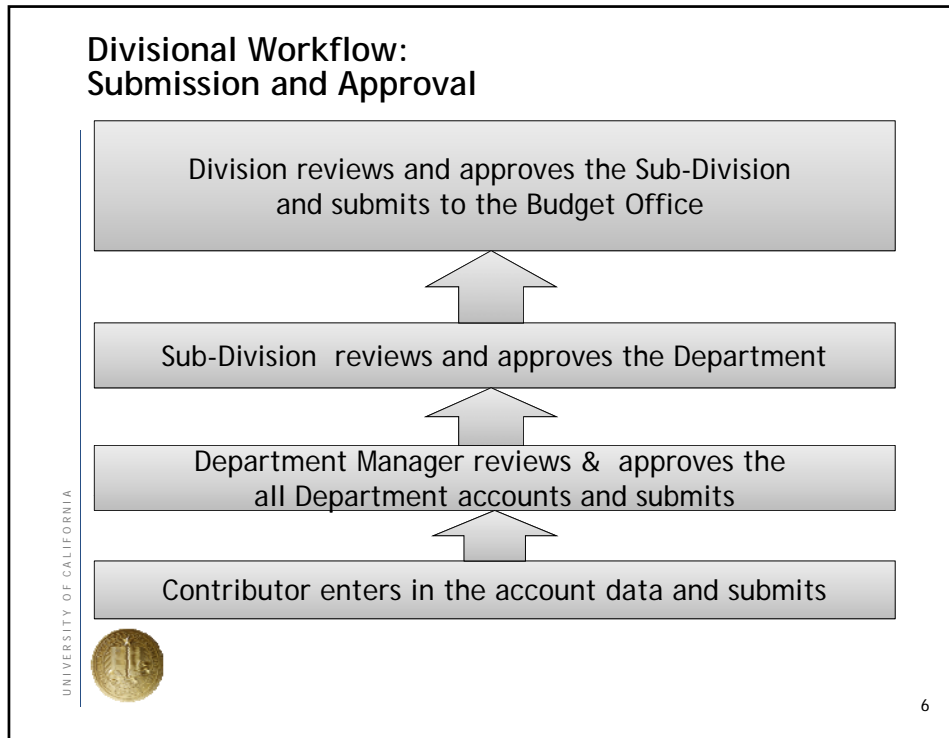 Divisional Workflow:
Submission and Approval
Division reviews and approves the Sub-Division
and submits to the Budget Office
Sub-Division reviews and approves the Department
Department Manager reviews & approves the
all Department accounts and submits
Contributor enters in the account data and submits
UNIVERSITY OF CALIFORNIA
6